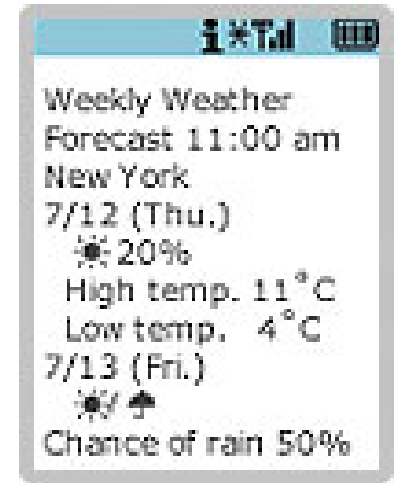 Weekly Weather
Forecast 11:00 am
New York
7/12 (Thu.)
☀20%
High temp. 11°C
Low temp. 4°C
7/13 (Fri.)
☀/☂
Chance of rain 50%